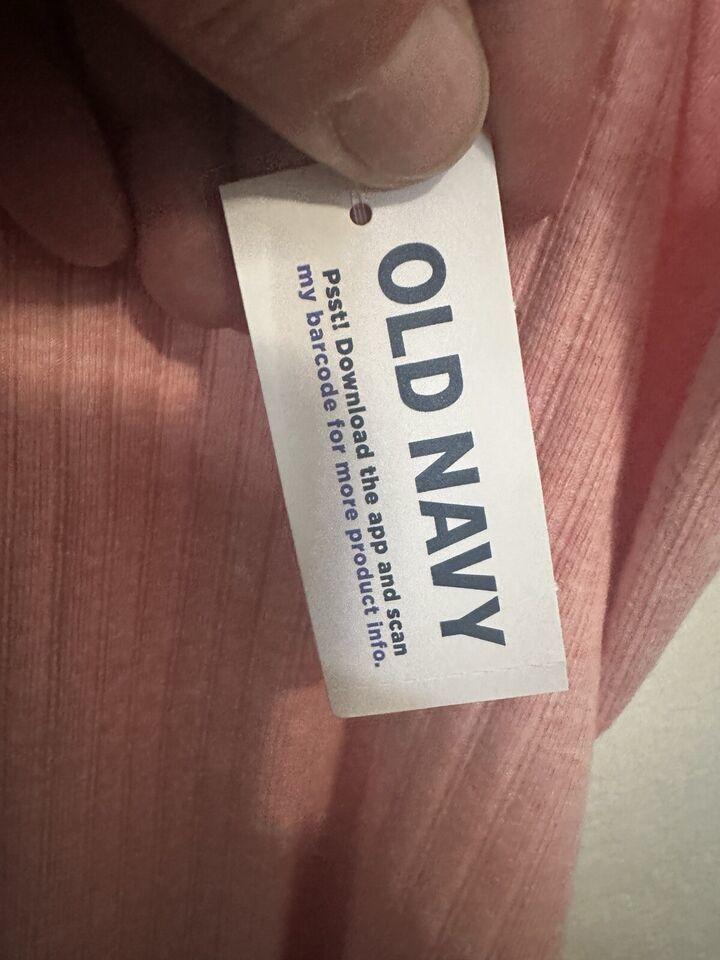 OLD NAVY
Psst! Download the app and scan
my barcode for more product info.